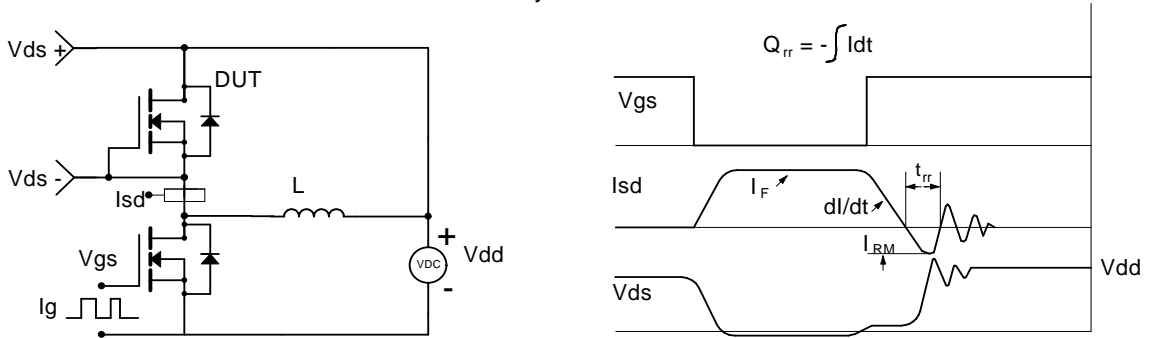 Vds +
DUT
Vds -
Isd
L
Vgs
Ig
+
VDC
-
Vdd
Q rr = -∫Idt
Vgs
Isd
I F
dI/dt
t rr
I RM
Vdd
Vds